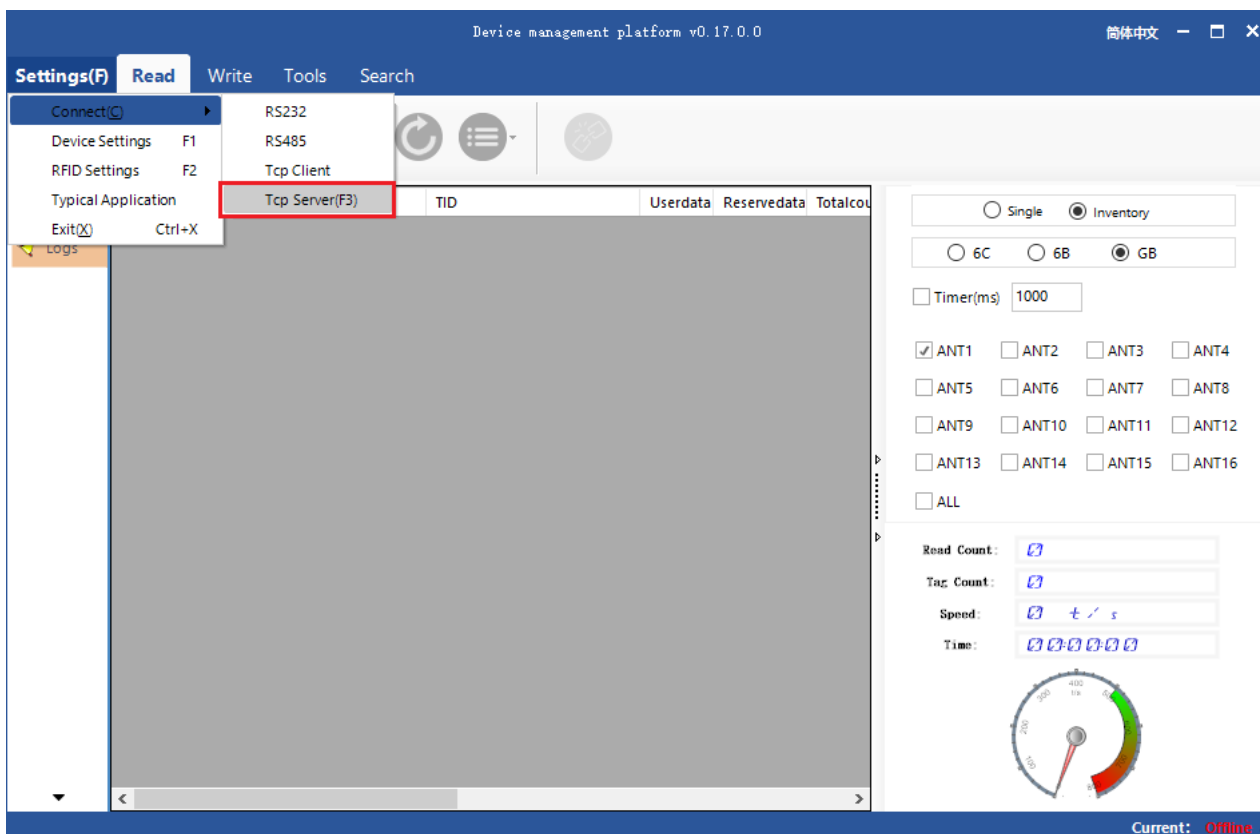 Device management platform v0.17.0.0 简体中文
Settings(F) Read Write Tools Search
Connect(C)
Device Settings F1
RFID Settings F2
Typical Application
Exit(X) Ctrl+X
RS232
RS485
Tcp Client
Tcp Server(F3)
Logs
TID Userdata Reservedata Totalcou
Single Inventory
6C 6B GB
Timer(ms) 1000
ANT1 ANT2 ANT3 ANT4
ANT5 ANT6 ANT7 ANT8
ANT9 ANT10 ANT11 ANT12
ANT13 ANT14 ANT15 ANT16
ALL
Read Count: 0
Tag Count: 0
Speed: 0 t/s
Time: 00:00:00
100 200 300 400
Current: Offline